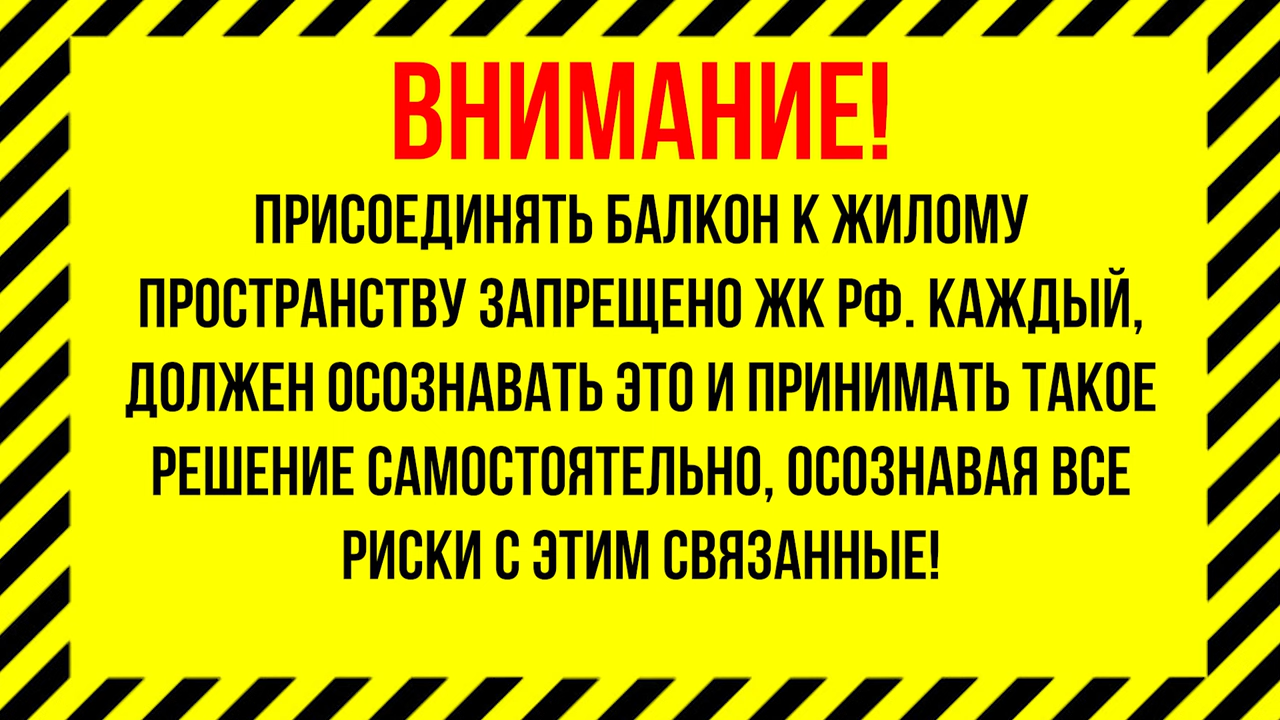 ВНИМАНИЕ!
ПРИСОЕДИНЯТЬ БАЛКОН К ЖИЛОМУ
ПРОСТРАНСТВУ ЗАПРЕЩЕНО ЖК РФ. КАЖДЫЙ,
ДОЛЖЕН ОСОЗНАВАТЬ ЭТО И ПРИНИМАТЬ ТАКОЕ
РЕШЕНИЕ САМОСТОЯТЕЛЬНО, ОСОЗНАВАЯ ВСЕ
РИСКИ С ЭТИМ СВЯЗАННЫЕ!